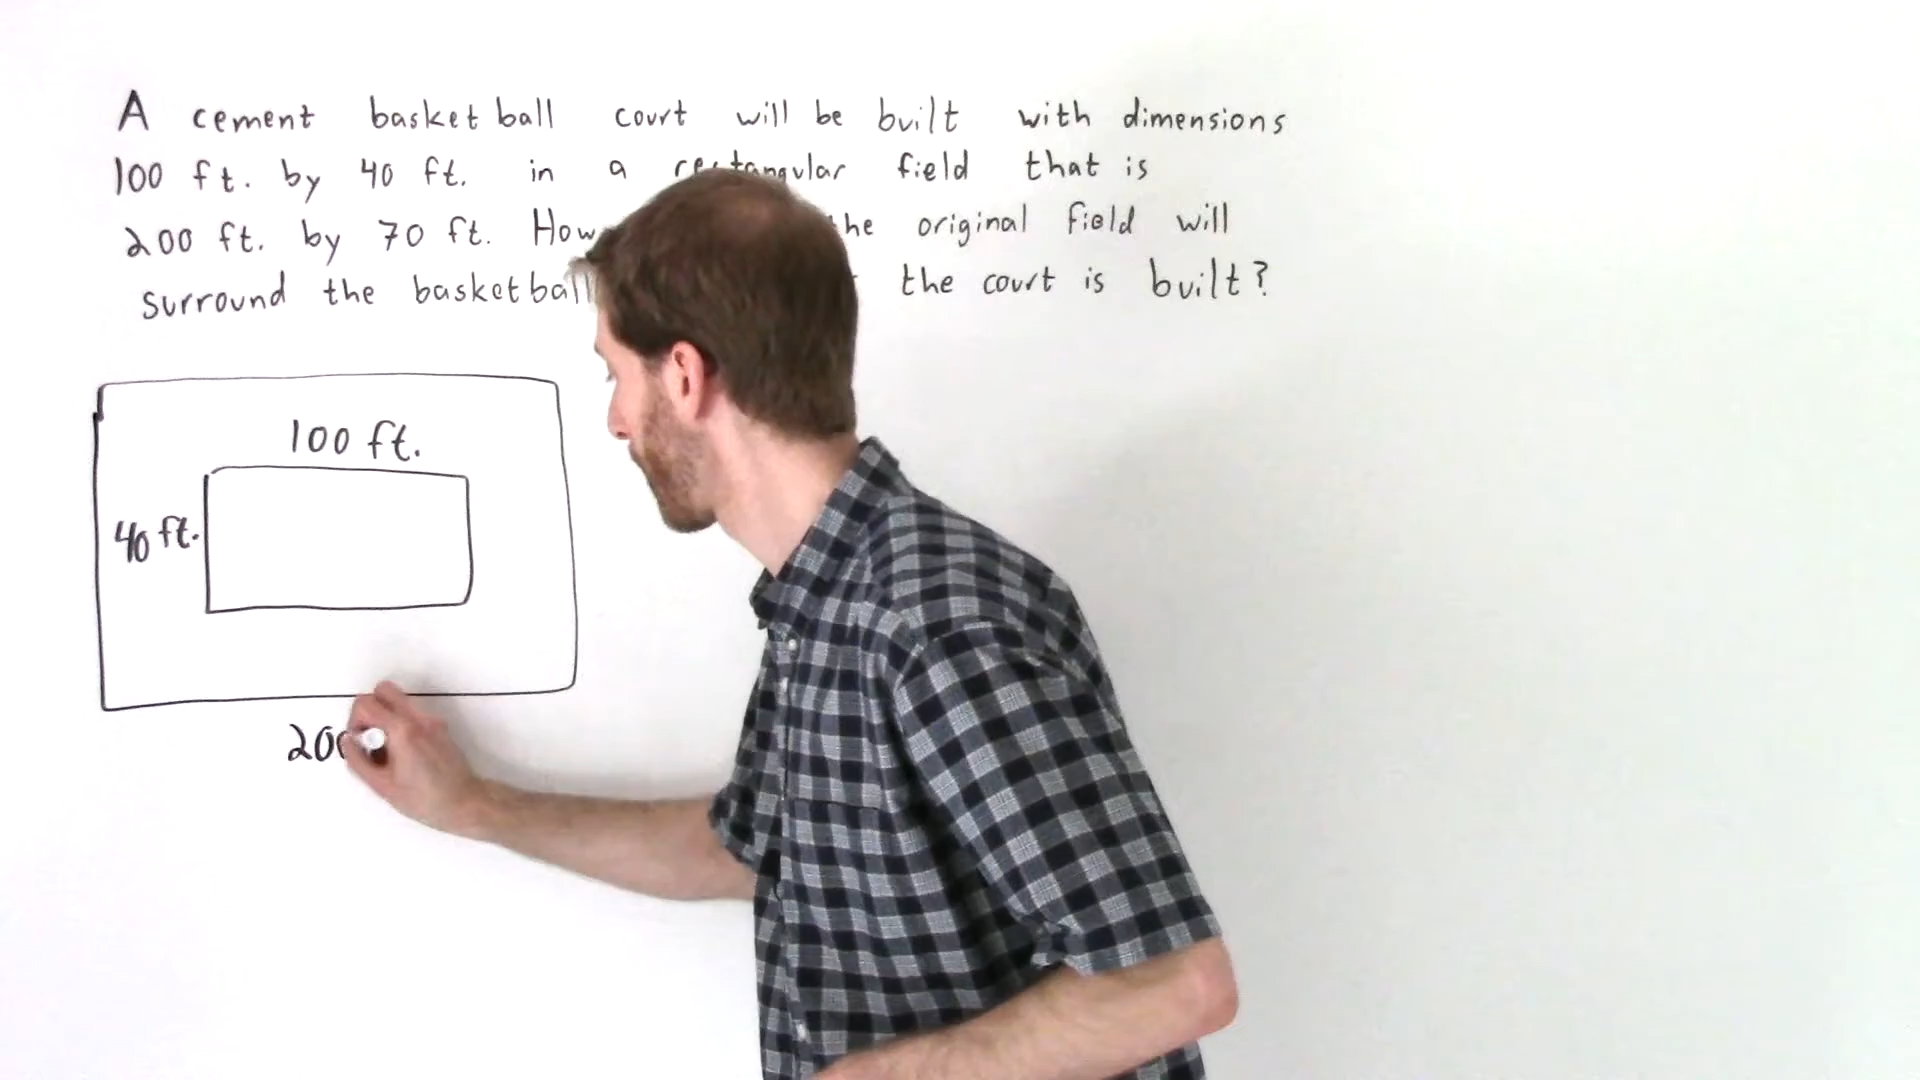 A cement basketball court will be built with dimensions
100 ft. by 40 ft. in a rectangular field that is
200 ft. by 70 ft. How the original field will
surround the basketball the court is built?
100 ft.
40 ft.
200